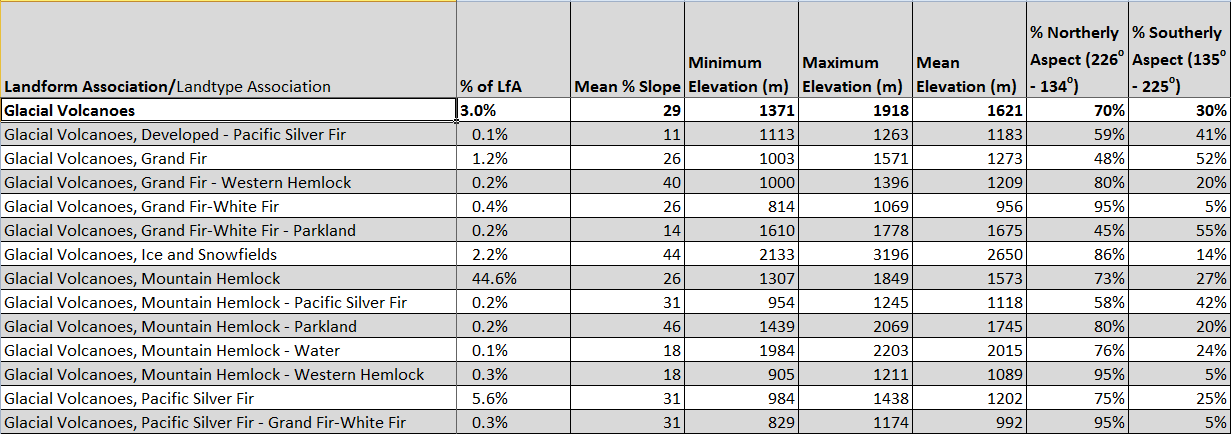 Landform Association/Landtype Association % of LfA Mean % Slope Minimum Elevation (m) Maximum Elevation (m) Mean Elevation (m) % Northerly Aspect (226° - 134°) % Southerly Aspect (135° - 225°)
Glacial Volcanoes 3.0% 29 1371 1918 1621 70% 30%
Glacial Volcanoes, Developed - Pacific Silver Fir 0.1% 11 1113 1263 1183 59% 41%
Glacial Volcanoes, Grand Fir 1.2% 26 1003 1571 1273 48% 52%
Glacial Volcanoes, Grand Fir - Western Hemlock 0.2% 40 1000 1396 1209 80% 20%
Glacial Volcanoes, Grand Fir-White Fir 0.4% 26 814 1069 956 95% 5%
Glacial Volcanoes, Grand Fir-White Fir - Parkland 0.2% 14 1610 1778 1675 45% 55%
Glacial Volcanoes, Ice and Snowfields 2.2% 44 2133 3196 2650 86% 14%
Glacial Volcanoes, Mountain Hemlock 44.6% 26 1307 1849 1573 73% 27%
Glacial Volcanoes, Mountain Hemlock - Pacific Silver Fir 0.2% 31 954 1245 1118 58% 42%
Glacial Volcanoes, Mountain Hemlock - Parkland 0.2% 46 1439 2069 1745 80% 20%
Glacial Volcanoes, Mountain Hemlock - Water 0.1% 18 1984 2203 2015 76% 24%
Glacial Volcanoes, Mountain Hemlock - Western Hemlock 0.3% 18 905 1211 1089 95% 5%
Glacial Volcanoes, Pacific Silver Fir 5.6% 31 984 1438 1202 75% 25%
Glacial Volcanoes, Pacific Silver Fir - Grand Fir-White Fir 0.3% 31 829 1174 992 95% 5%